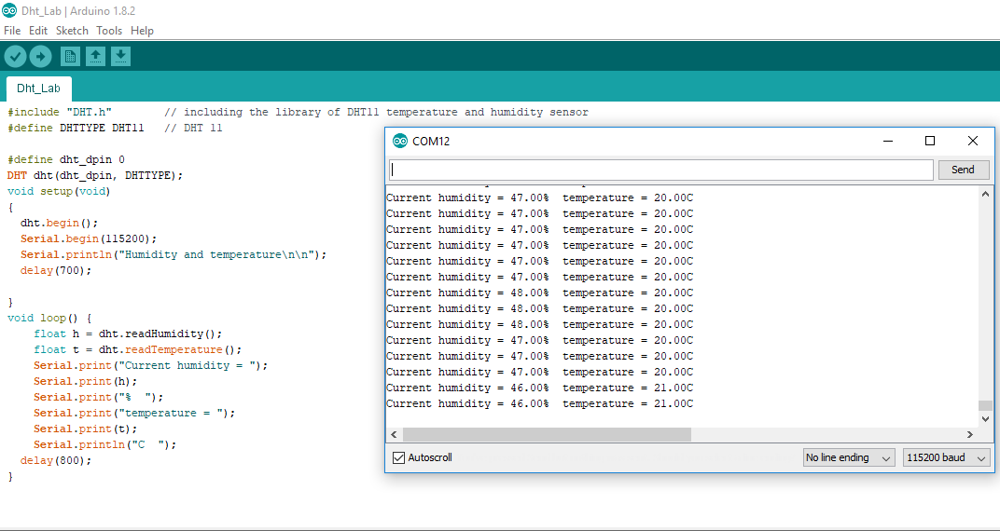 Dht_Lab | Arduino 1.8.2
File Edit Sketch Tools Help
Dht_Lab
#include "DHT.h"        // including the library of DHT11 temperature and humidity sensor
#define DHTTYPE DHT11   // DHT 11
#define dht_dpin 0
DHT dht(dht_dpin, DHTTYPE);
void setup(void)
{
  dht.begin();
  Serial.begin(115200);
  Serial.println("Humidity and temperature\n\n");
  delay(700);
}
void loop() {
    float h = dht.readHumidity();
    float t = dht.readTemperature();
    Serial.print("Current humidity = ");
    Serial.print(h);
    Serial.print("%  ");
    Serial.print("temperature = ");
    Serial.print(t);
    Serial.println("C  ");
  delay(800);
}
COM12
Send
Current humidity = 47.00%  temperature = 20.00C
Current humidity = 47.00%  temperature = 20.00C
Current humidity = 47.00%  temperature = 20.00C
Current humidity = 47.00%  temperature = 20.00C
Current humidity = 47.00%  temperature = 20.00C
Current humidity = 47.00%  temperature = 20.00C
Current humidity = 48.00%  temperature = 20.00C
Current humidity = 48.00%  temperature = 20.00C
Current humidity = 48.00%  temperature = 20.00C
Current humidity = 47.00%  temperature = 20.00C
Current humidity = 47.00%  temperature = 20.00C
Current humidity = 47.00%  temperature = 20.00C
Current humidity = 46.00%  temperature = 21.00C
Current humidity = 46.00%  temperature = 21.00C
Autoscroll
No line ending
115200 baud